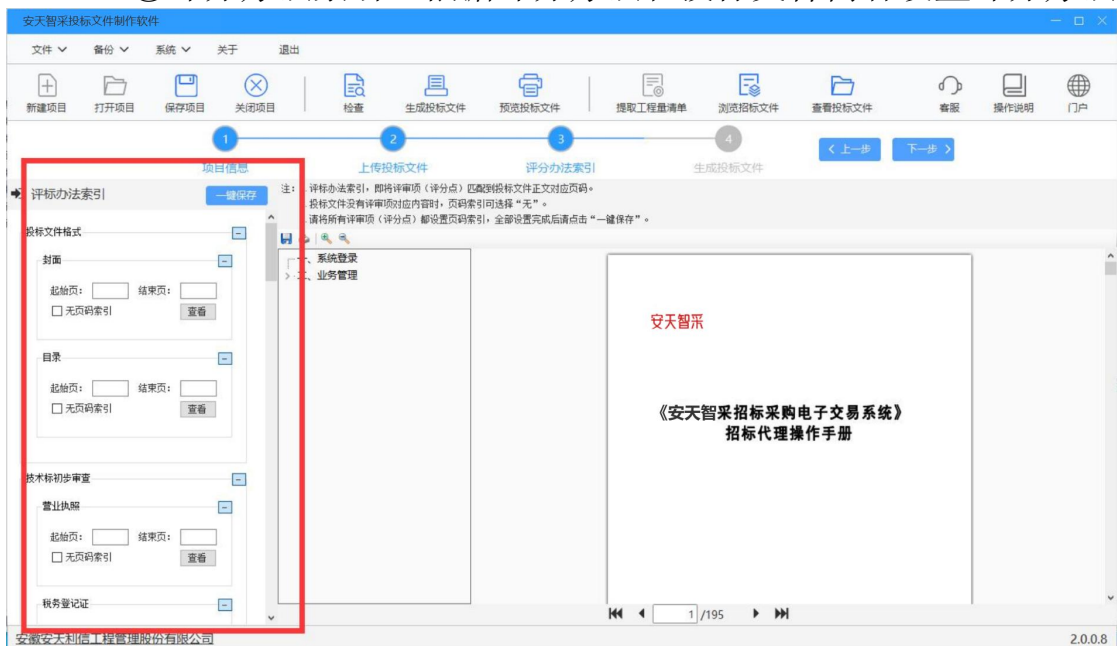 安天智采投标文件制作软件
文件 备份 系统 关于 退出
新建项目 打开项目 保存项目 关闭项目 检查 生成投标文件 预览投标文件 提取工程量清单 浏览招标文件 查看投标文件 客服 操作说明 门户
1 2 3 4
项目信息 上传投标文件 评分办法索引 生成投标文件
< 上一步 下一步 >
评标办法索引 一键保存
注：
.评标办法索引，即将评审项（评分点）匹配到投标文件正文对应页码。
.投标文件没有评审项对应内容时，页码索引可选择“无”。
.请将所有评审项（评分点）都设置页码索引，全部设置完成后请点击“一键保存”。
投标文件格式
封面
起始页： 结束页：
无页码索引 查看
目录
起始页： 结束页：
无页码索引 查看
技术标初步审查
营业执照
起始页： 结束页：
无页码索引 查看
税务登记证
一、系统登录
二、业务管理
安天智采
《安天智采招标采购电子交易系统》
招标代理操作手册
1 /195
安徽安天利信工程管理股份有限公司
2.0.0.8